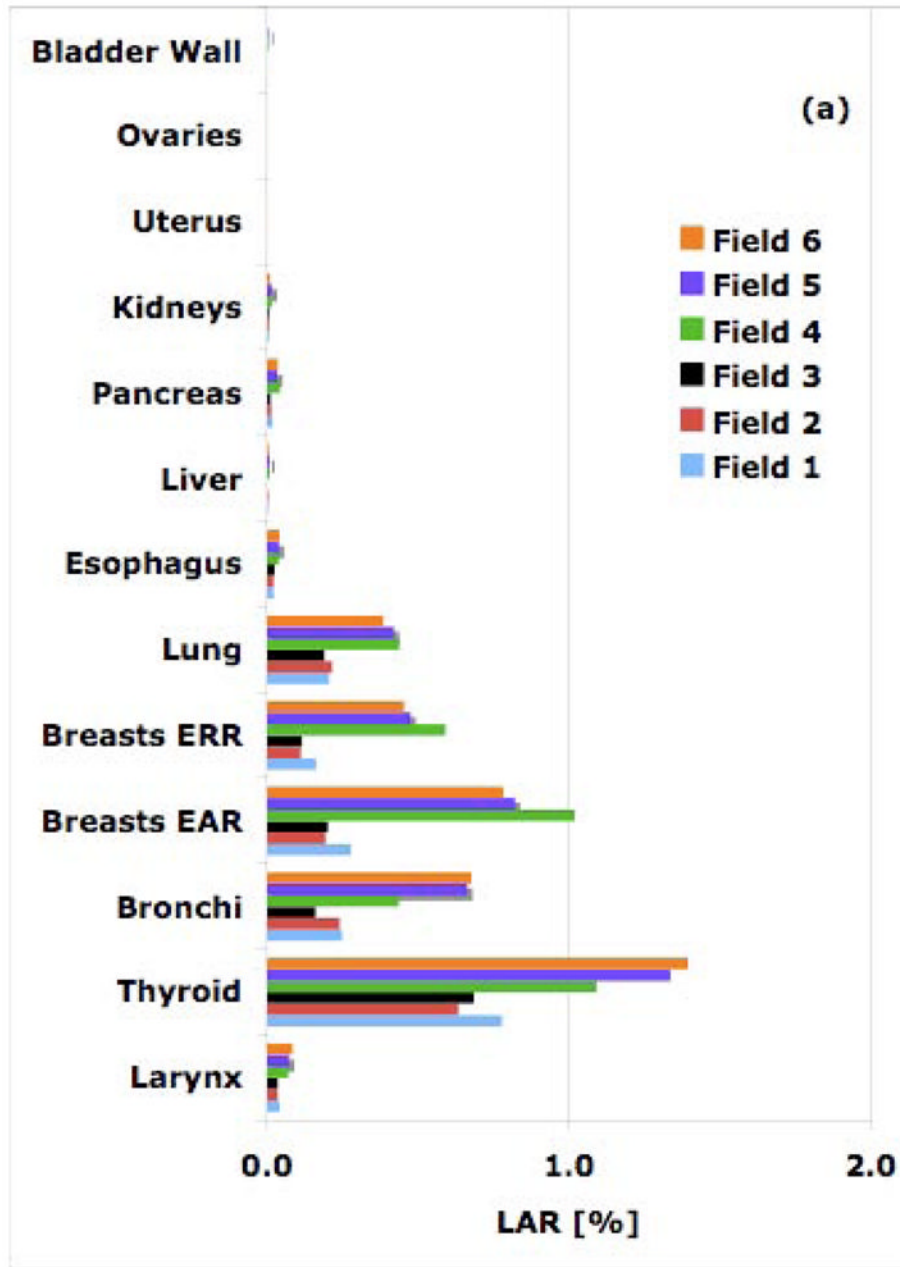 Bladder Wall
(a)
Ovaries
Uterus
Field 6
Field 5
Kidneys
Field 4
Field 3
Pancreas
Field 2
Field 1
Liver
Esophagus
Lung
Breasts ERR
Breasts EAR
Bronchi
Thyroid
Larynx
0.0 1.0 2.0
LAR [%]